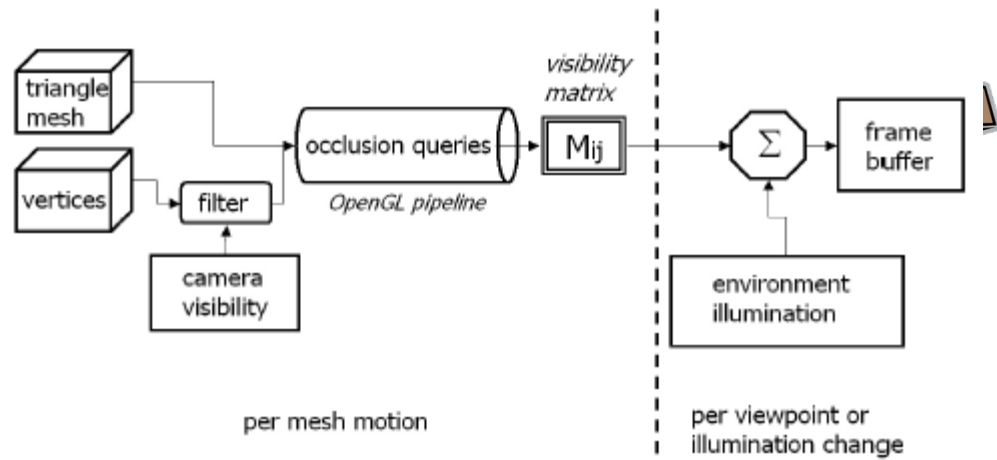 triangle
mesh
vertices
filter
camera
visibility
occlusion queries
OpenGL pipeline
visibility
matrix
Mij
Σ
frame
buffer
environment
illumination
per mesh motion
per viewpoint or
illumination change